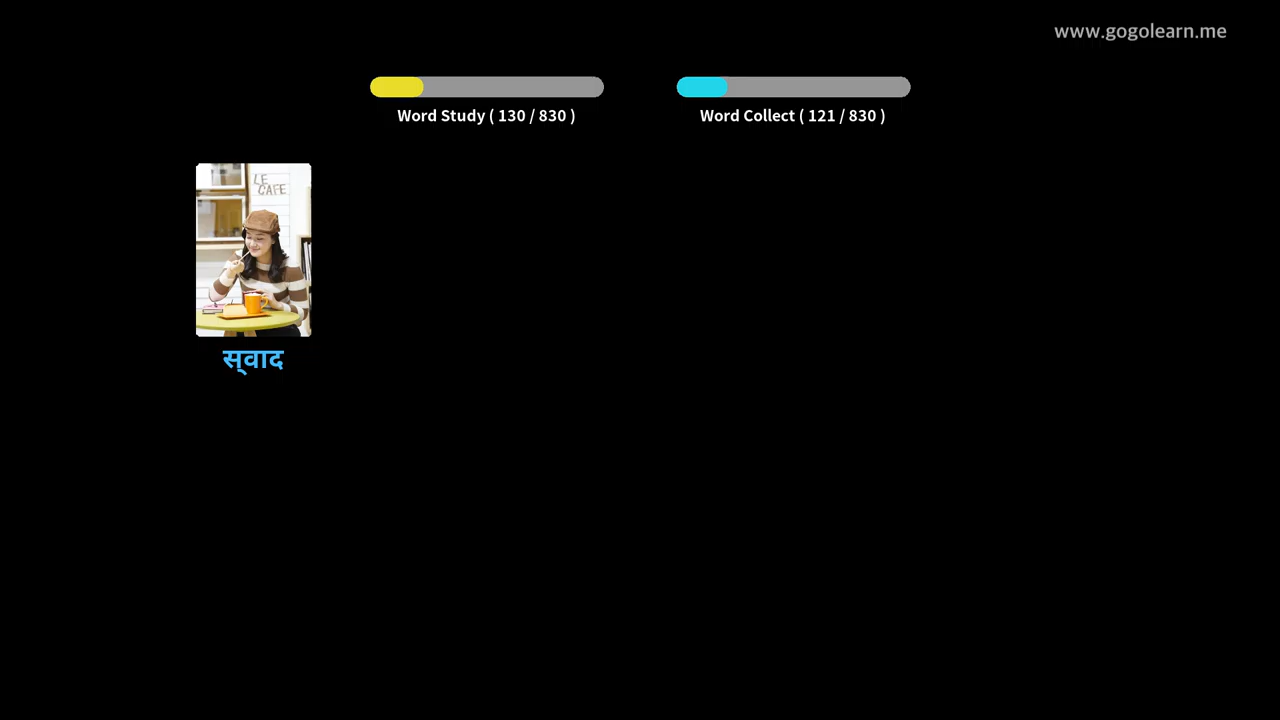 www.gogolearn.me
Word Study ( 130 / 830 )
Word Collect ( 121 / 830 )
LE
CAFE
स्वाद